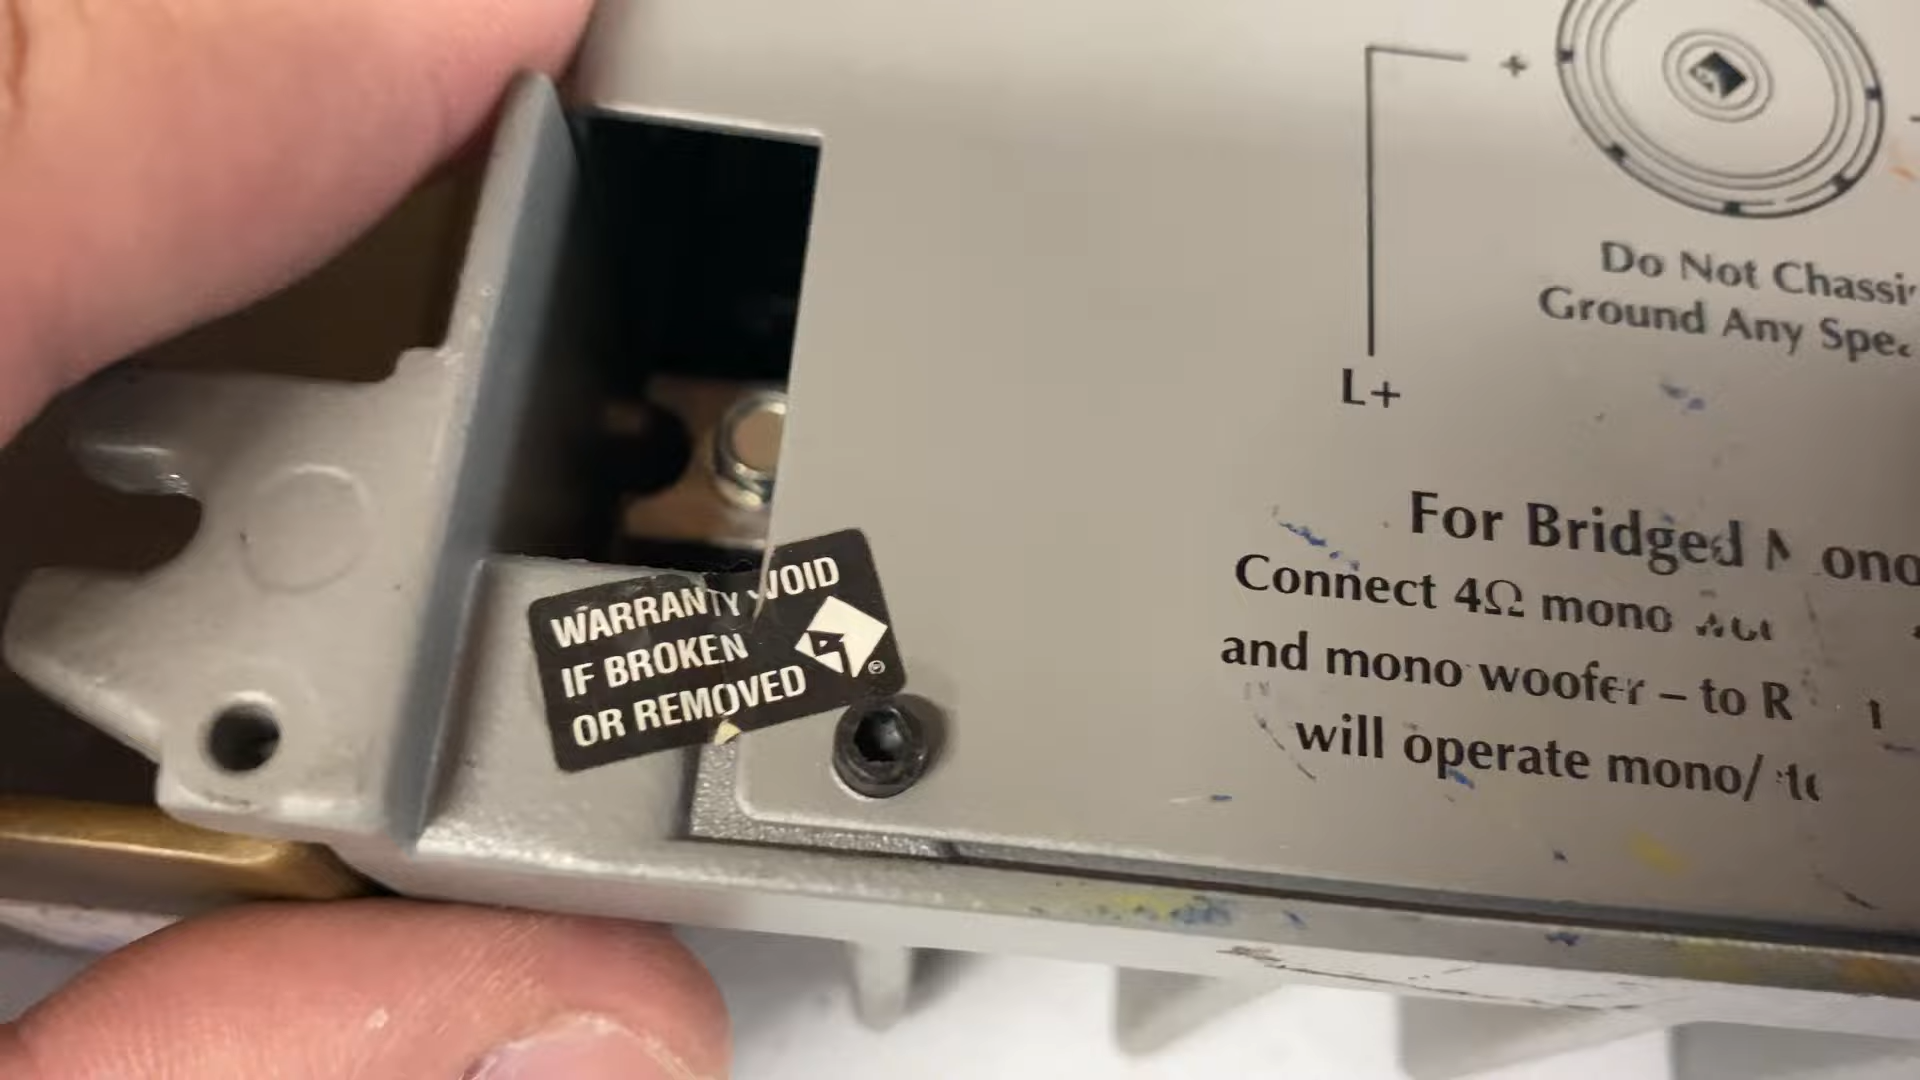 +
Do Not Chassi
Ground Any Spe
L+
For Bridged Mono
Connect 4Ω mono
and mono woofer – to R
will operate mono/
WARRANTY VOID
IF BROKEN
OR REMOVED
®